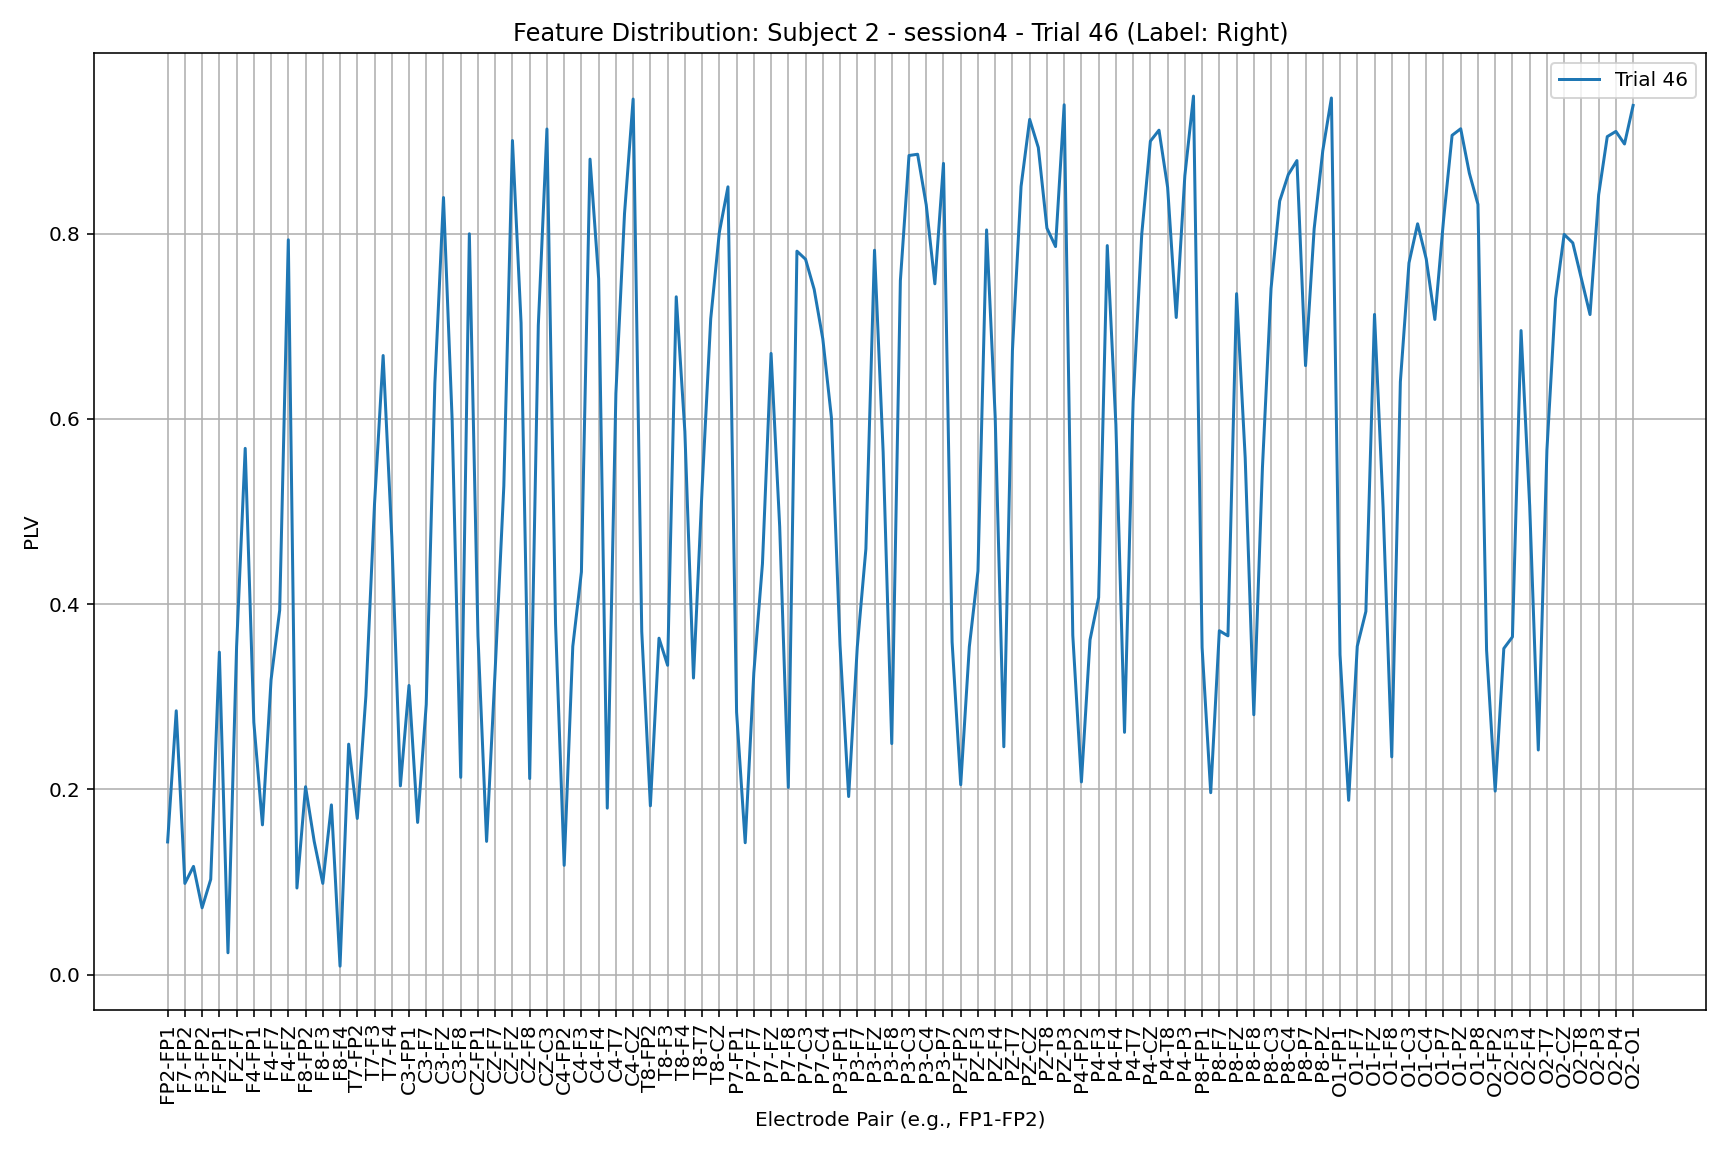 Feature Distribution: Subject 2 - session4 - Trial 46 (Label: Right)
Trial 46
PLV
0.8
0.6
0.4
0.2
0.0
FP2-FP1
F7-FP2
F3-FP2
FZ-FP1
FZ-F7
F4-FP1
F4-F7
F4-FZ
F8-FP2
F8-F3
F8-F4
T7-FP2
T7-F3
T7-F4
C3-FP1
C3-F7
C3-FZ
C3-F8
CZ-FP1
CZ-F7
CZ-FZ
CZ-F8
CZ-C3
C4-FP2
C4-F3
C4-F4
C4-T7
C4-CZ
T8-FP2
T8-F3
T8-F4
T8-T7
T8-CZ
P7-FP1
P7-F7
P7-FZ
P7-F8
P7-C3
P7-C4
P3-FP1
P3-F7
P3-FZ
P3-F8
P3-C3
P3-C4
P3-P7
PZ-FP2
PZ-F3
PZ-F4
PZ-T7
PZ-CZ
PZ-T8
PZ-P3
P4-FP2
P4-F3
P4-F4
P4-T7
P4-CZ
P4-T8
P4-P3
P8-FP1
P8-F7
P8-FZ
P8-F8
P8-C3
P8-C4
P8-P7
P8-PZ
O1-FP1
O1-F7
O1-FZ
O1-F8
O1-C3
O1-C4
O1-P7
O1-PZ
O1-P8
O2-FP2
O2-F3
O2-F4
O2-T7
O2-CZ
O2-T8
O2-P3
O2-P4
O2-O1
Electrode Pair (e.g., FP1-FP2)